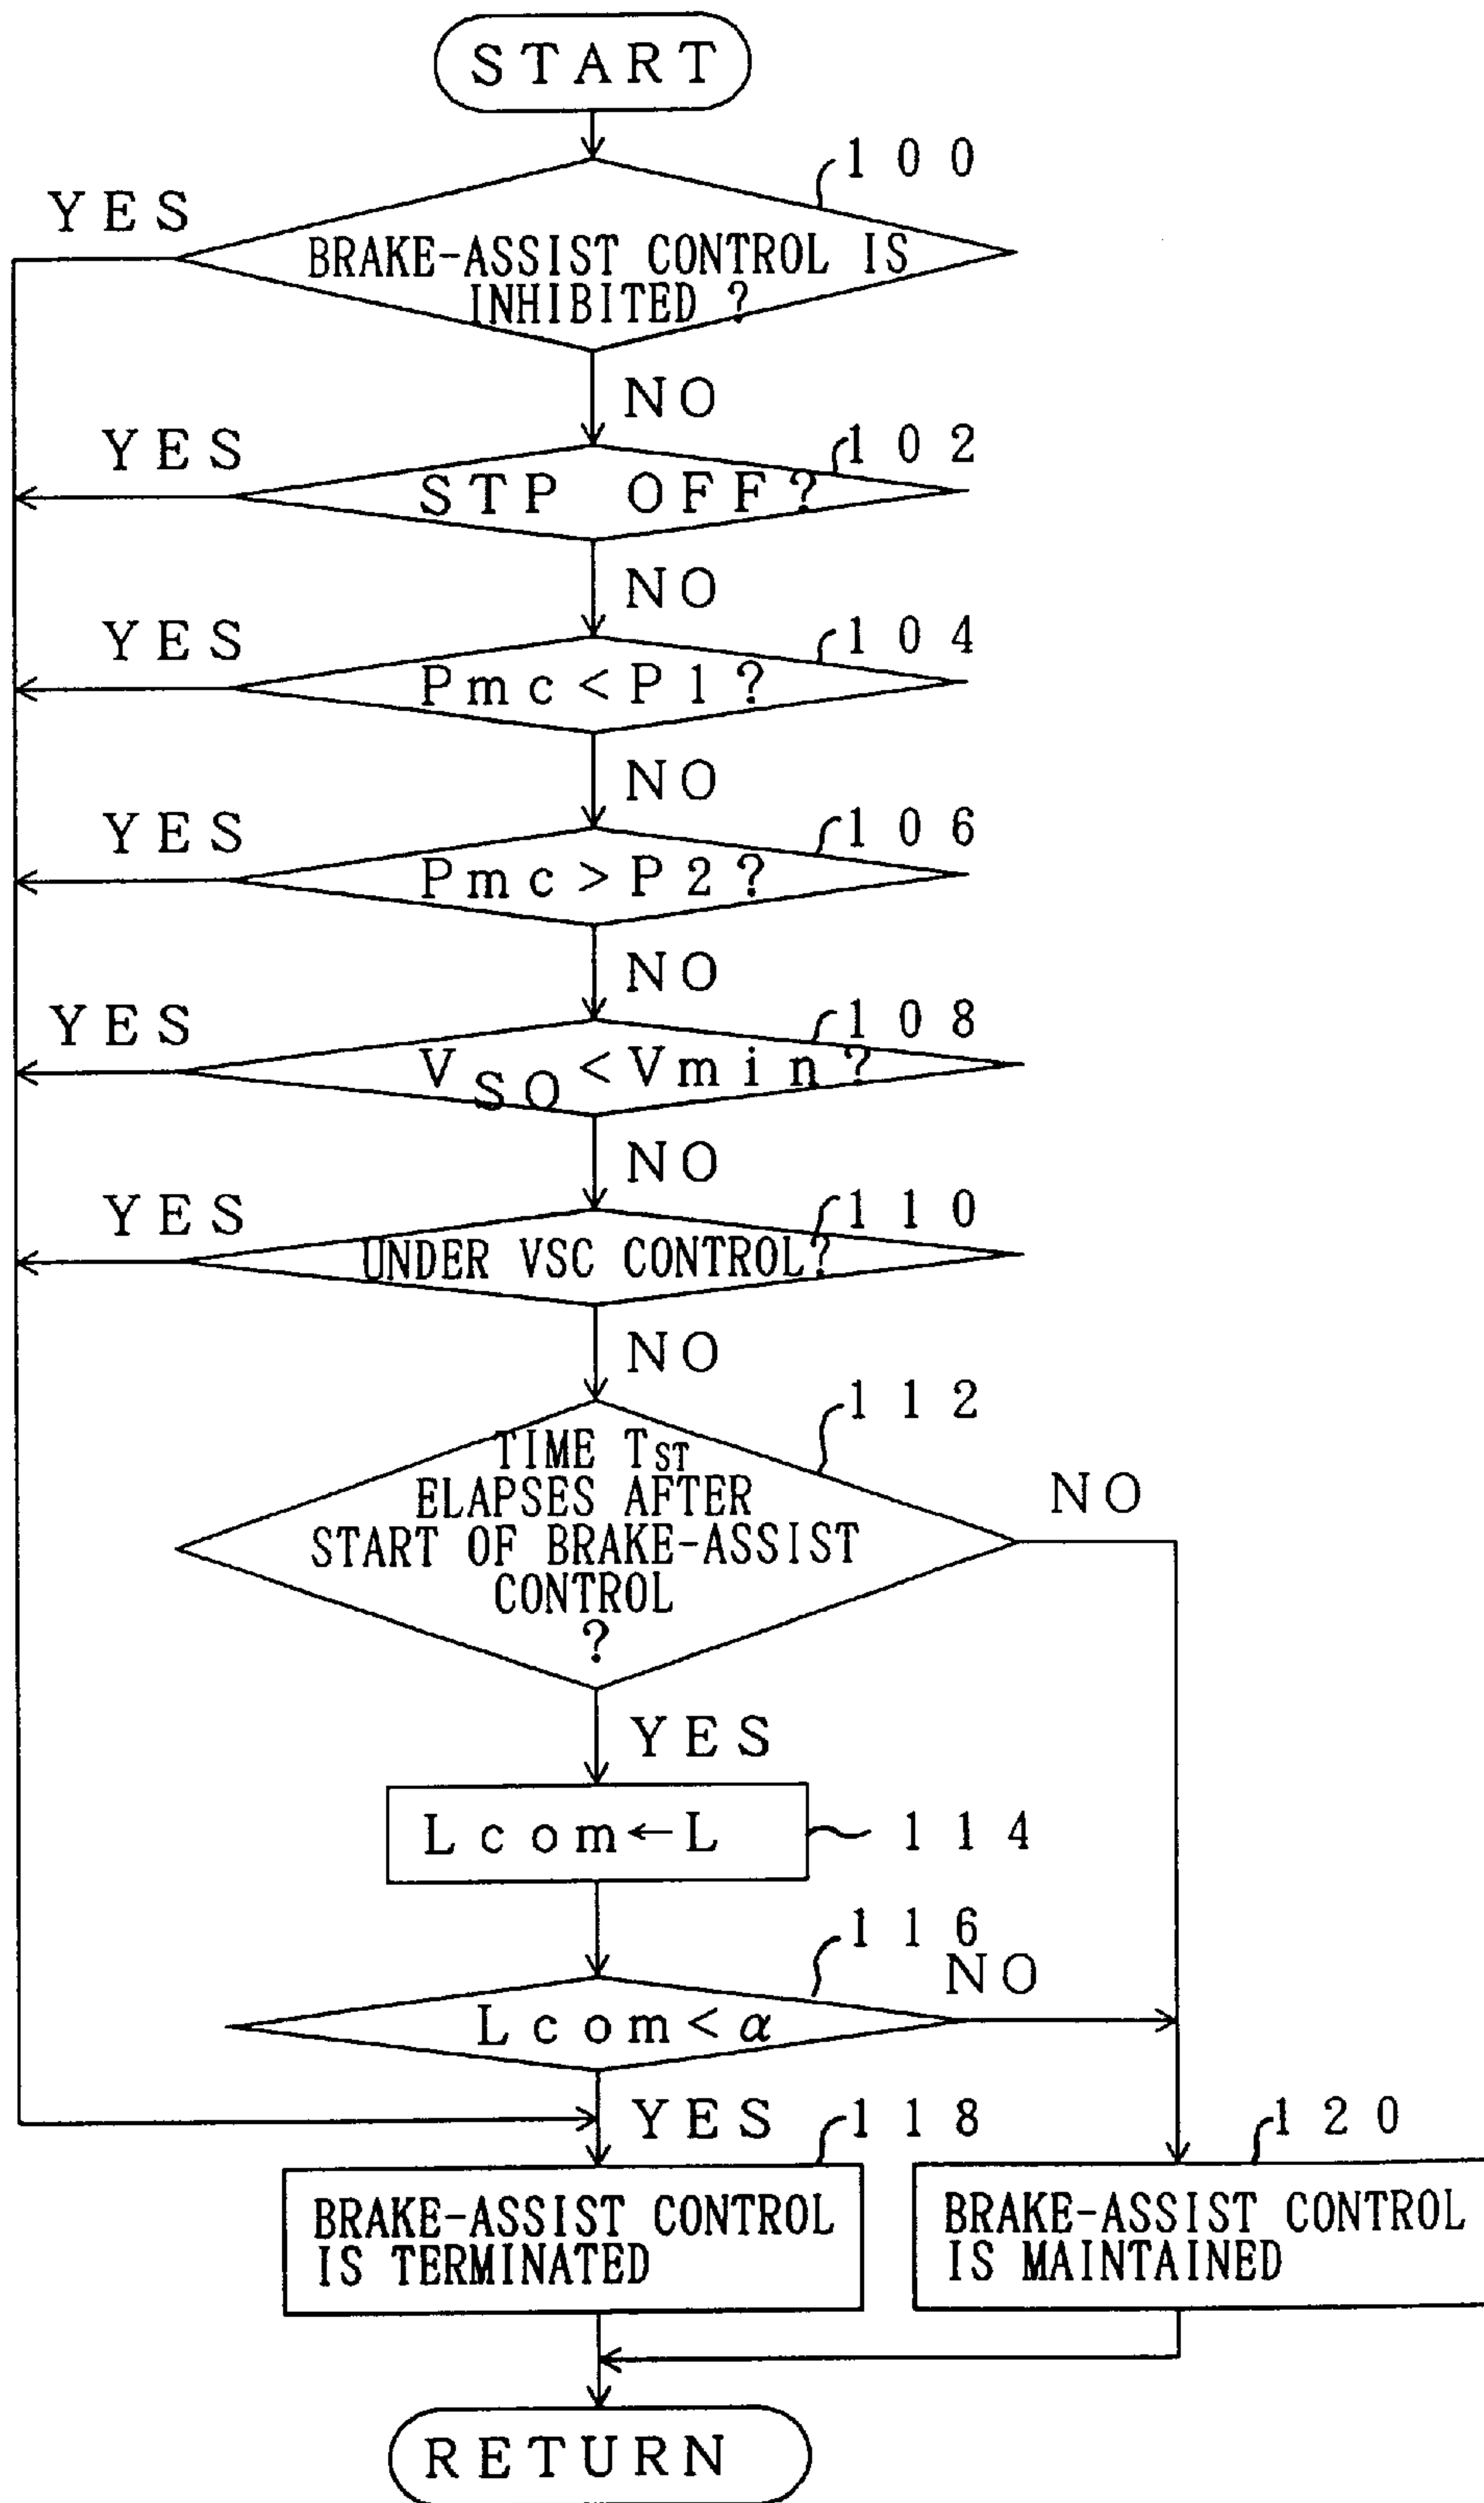 START
100
YES
BRAKE-ASSIST CONTROL IS
INHIBITED ?
NO
102
YES
STP OFF?
NO
104
YES
Pmc<P1?
NO
106
YES
Pmc>P2?
NO
108
YES
VSO<Vmin?
NO
110
YES
UNDER VSC CONTROL?
NO
112
TIME TST
ELAPSES AFTER
START OF BRAKE-ASSIST
CONTROL
?
NO
YES
Lcom←L
114
116
NO
Lcom<α
YES
118
120
BRAKE-ASSIST CONTROL
IS TERMINATED
BRAKE-ASSIST CONTROL
IS MAINTAINED
RETURN